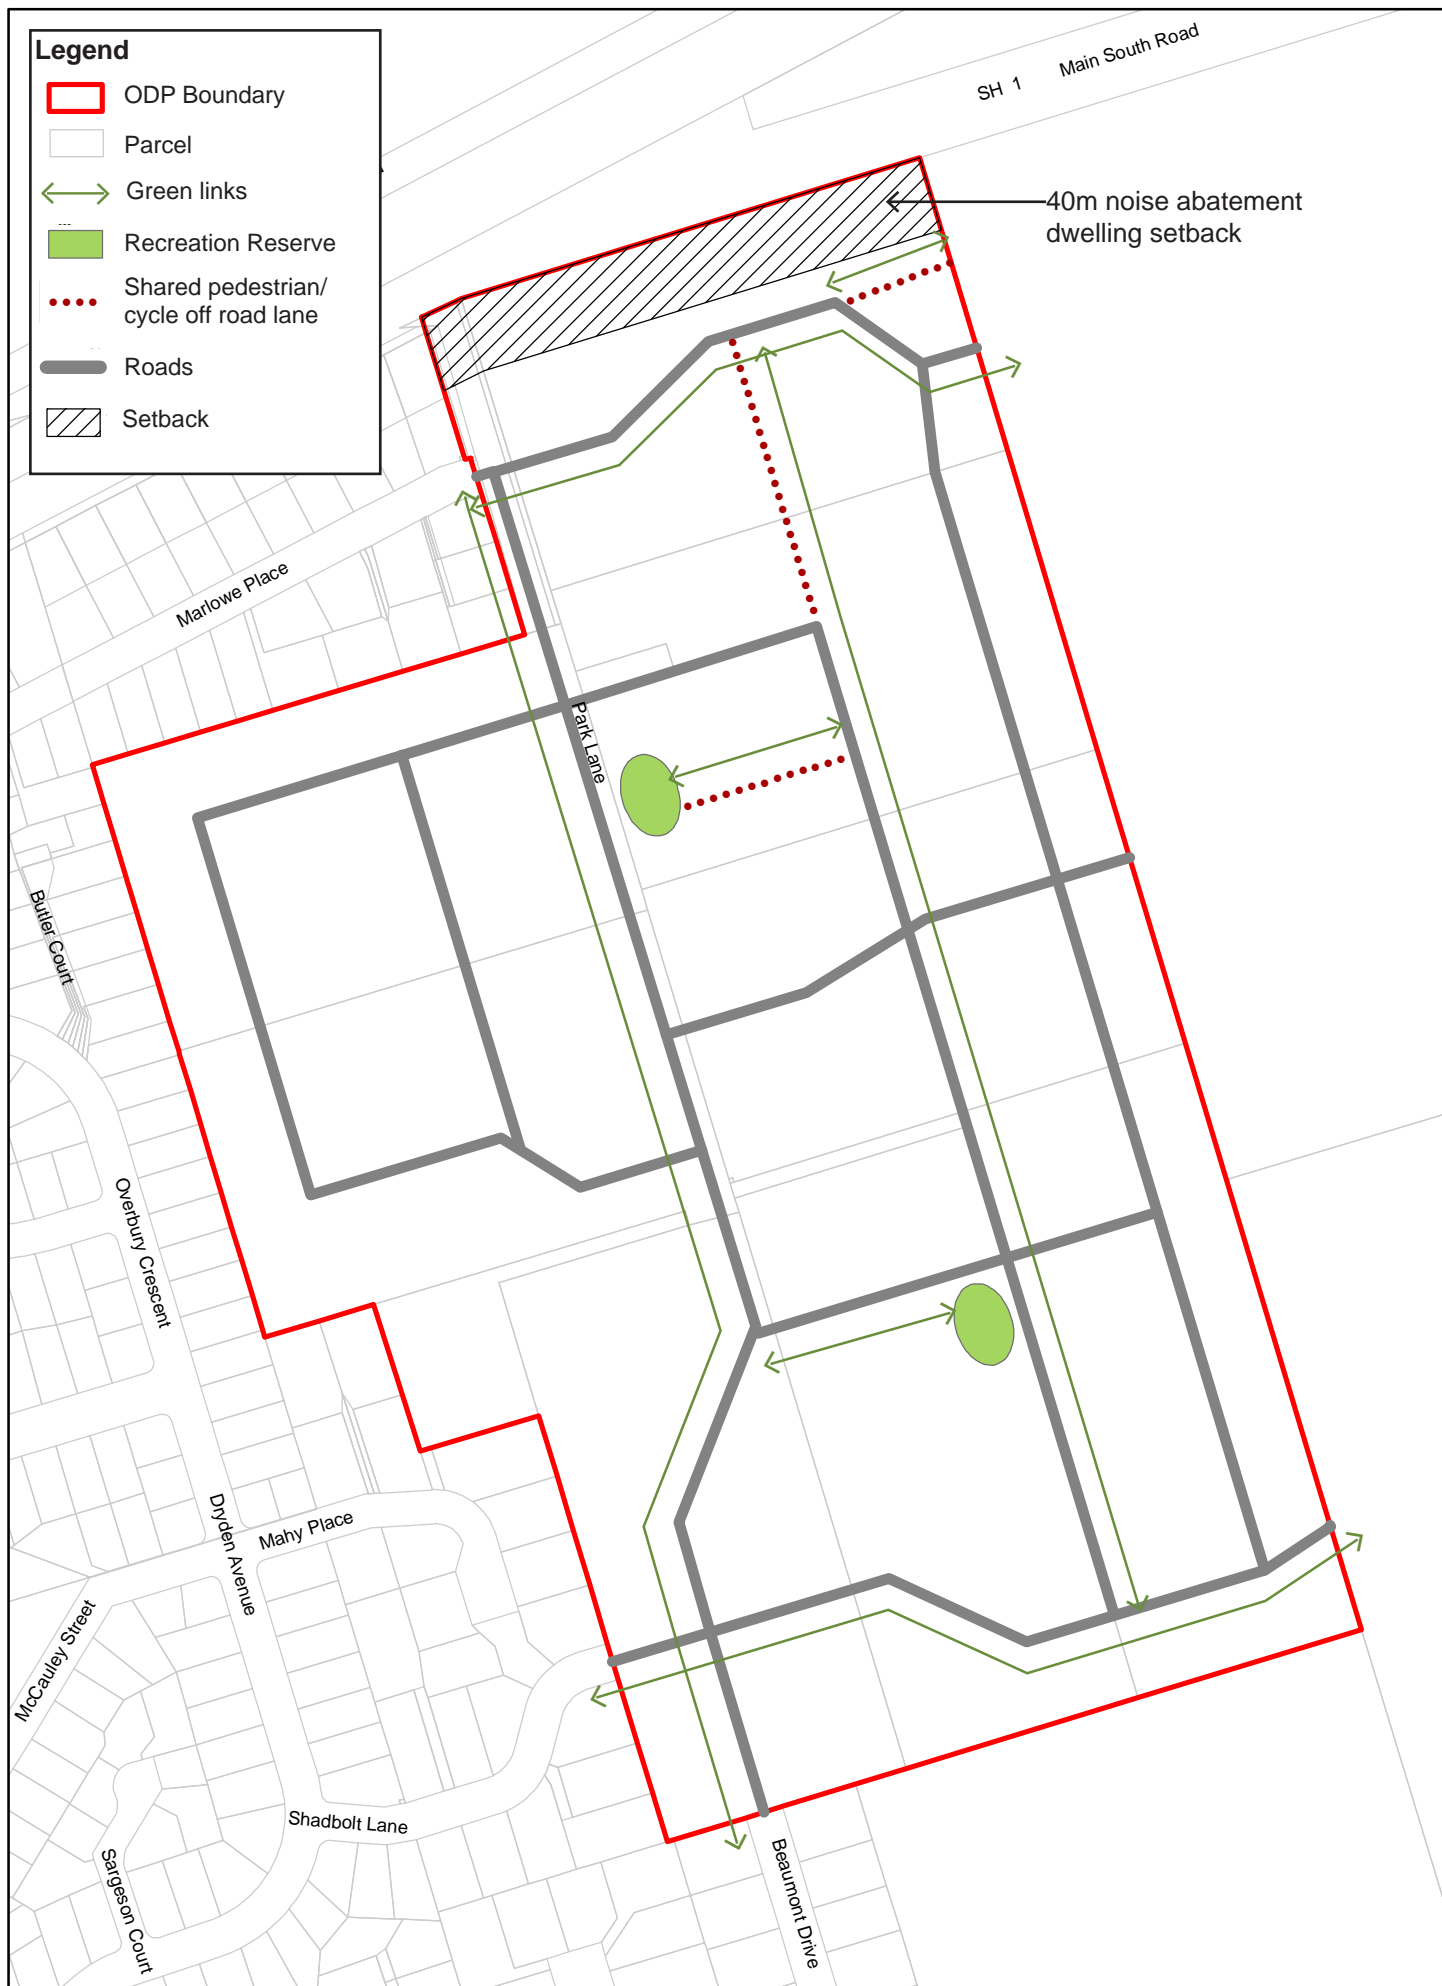 Legend
ODP Boundary
Parcel
Green links
Recreation Reserve
Shared pedestrian/
cycle off road lane
Roads
Setback
SH 1 Main South Road
40m noise abatement
dwelling setback
Marlowe Place
Park Lane
Butler Court
Overbury Crescent
Dryden Avenue
Mahy Place
McCauley Street
Shadbolt Lane
Sargeson Court
Beaumont Drive